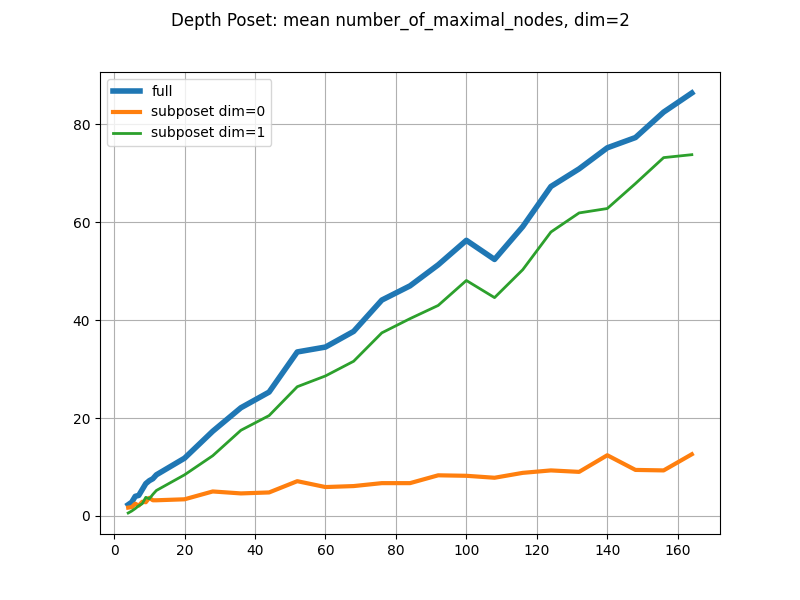 Depth Poset: mean number_of_maximal_nodes, dim=2
full
subposet dim=0
subposet dim=1
80
60
40
20
0
0 20 40 60 80 100 120 140 160